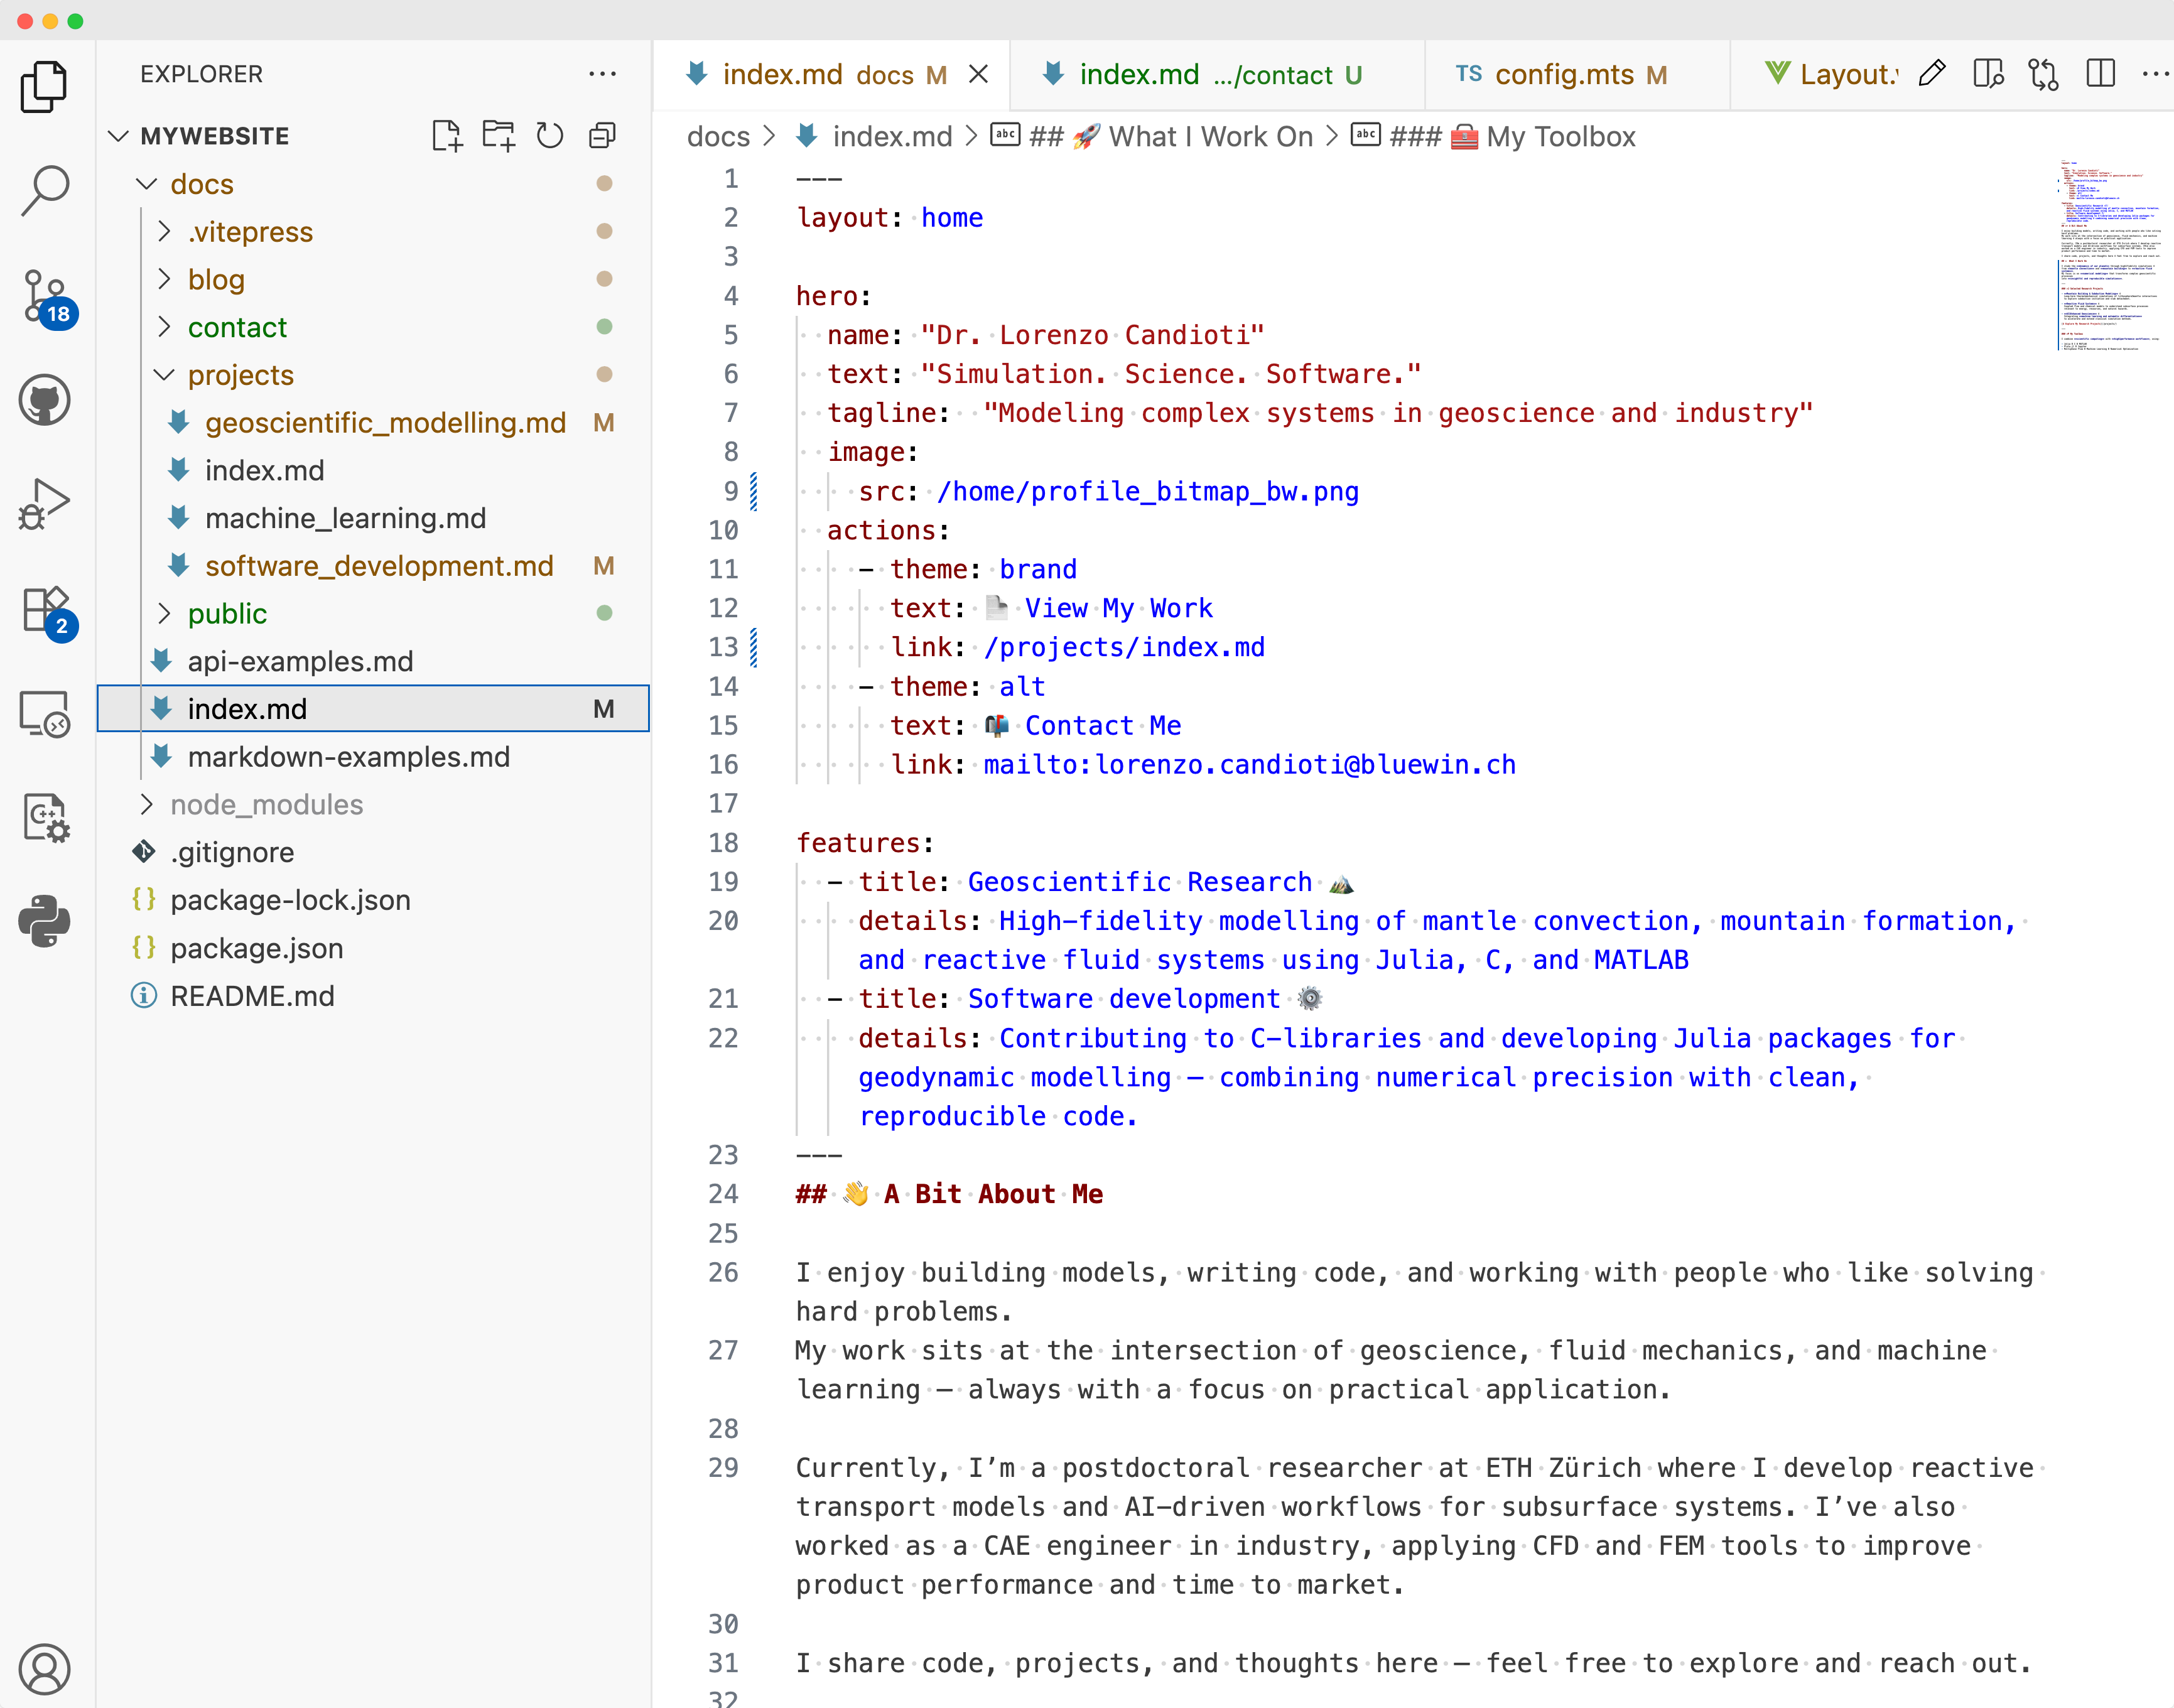 EXPLORER
MYWEBSITE
docs
.vitepress
blog
contact
projects
geoscientific_modelling.md M
index.md
machine_learning.md
software_development.md M
public
api-examples.md
index.md M
markdown-examples.md
node_modules
.gitignore
package-lock.json
package.json
README.md
18
2
index.md docs M
index.md .../contact U
TS config.mts M
Layout.
docs > index.md > ## 🚀 What I Work On > ### 🧰 My Toolbox
1 ---
2 layout: home
3
4 hero:
5 name: "Dr. Lorenzo Candioti"
6 text: "Simulation. Science. Software."
7 tagline: "Modeling complex systems in geoscience and industry"
8 image:
9 src: /home/profile_bitmap_bw.png
10 actions:
11 - theme: brand
12 text: View My Work
13 link: /projects/index.md
14 - theme: alt
15 text: 📬 Contact Me
16 link: mailto:lorenzo.candioti@bluewin.ch
17
18 features:
19 - title: Geoscientific Research 🏔️
20 details: High-fidelity modelling of mantle convection, mountain formation,
and reactive fluid systems using Julia, C, and MATLAB
21 - title: Software development ⚙️
22 details: Contributing to C-libraries and developing Julia packages for
geodynamic modelling – combining numerical precision with clean,
reproducible code.
23 ---
24 ## 👋 A Bit About Me
25
26 I enjoy building models, writing code, and working with people who like solving
hard problems.
27 My work sits at the intersection of geoscience, fluid mechanics, and machine
learning – always with a focus on practical application.
28
29 Currently, I’m a postdoctoral researcher at ETH Zürich where I develop reactive
transport models and AI-driven workflows for subsurface systems. I’ve also
worked as a CAE engineer in industry, applying CFD and FEM tools to improve
product performance and time to market.
30
31 I share code, projects, and thoughts here – feel free to explore and reach out.
32